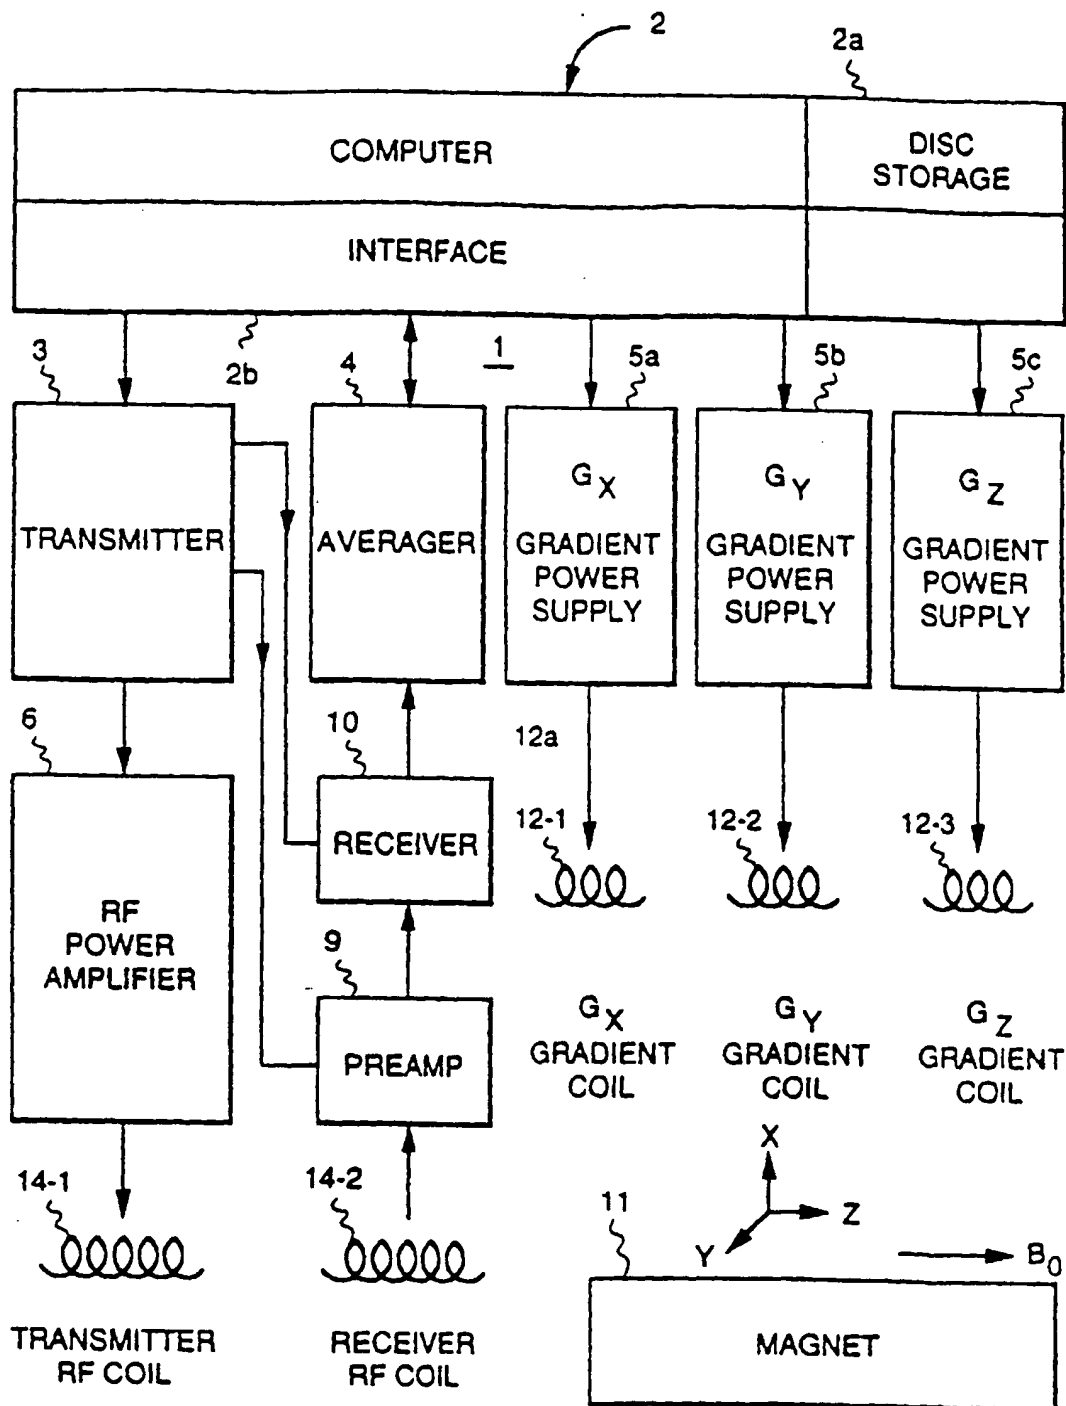 2
2a
COMPUTER
DISC
STORAGE
INTERFACE
3
2b
4
1
5a
5b
5c
TRANSMITTER
AVERAGER
GX
GRADIENT
POWER
SUPPLY
GY
GRADIENT
POWER
SUPPLY
GZ
GRADIENT
POWER
SUPPLY
6
10
12a
RECEIVER
12-1
12-2
12-3
RF
POWER
AMPLIFIER
9
PREAMP
GX
GRADIENT
COIL
GY
GRADIENT
COIL
GZ
GRADIENT
COIL
14-1
14-2
X
Z
Y
11
B0
TRANSMITTER
RF COIL
RECEIVER
RF COIL
MAGNET